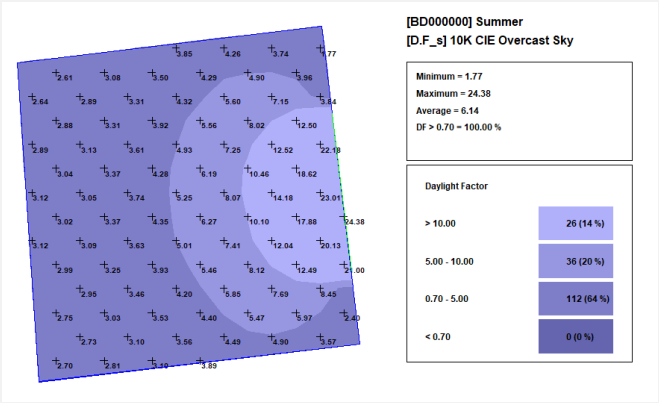 [BD000000] Summer
[D.F_s] 10K CIE Overcast Sky
Minimum = 1.77
Maximum = 24.38
Average = 6.14
DF > 0.70 = 100.00 %
Daylight Factor
> 10.00 26 (14 %)
5.00 - 10.00 36 (20 %)
0.70 - 5.00 112 (64 %)
< 0.70 0 (0 %)
3.85 4.26 3.74 1.77
2.61 3.08 3.50 4.29 4.90 3.96
2.64 2.89 3.31 4.32 5.60 7.15 3.84
2.88 3.31 3.92 5.56 8.02 12.50
2.89 3.13 3.61 4.93 7.25 12.52 22.18
3.04 3.37 4.28 6.19 10.46 18.62
3.12 3.05 3.74 5.25 8.07 14.18 23.01
3.02 3.37 4.35 6.27 10.10 17.88 24.38
3.12 3.09 3.63 5.01 7.41 12.04 20.13
2.99 3.25 3.93 5.46 8.12 12.49 21.00
2.95 3.46 4.20 5.85 7.69 8.45
2.75 3.03 3.53 4.40 5.47 5.97 2.40
2.73 3.10 3.56 4.49 4.90 3.57
2.70 2.81 3.10 3.89